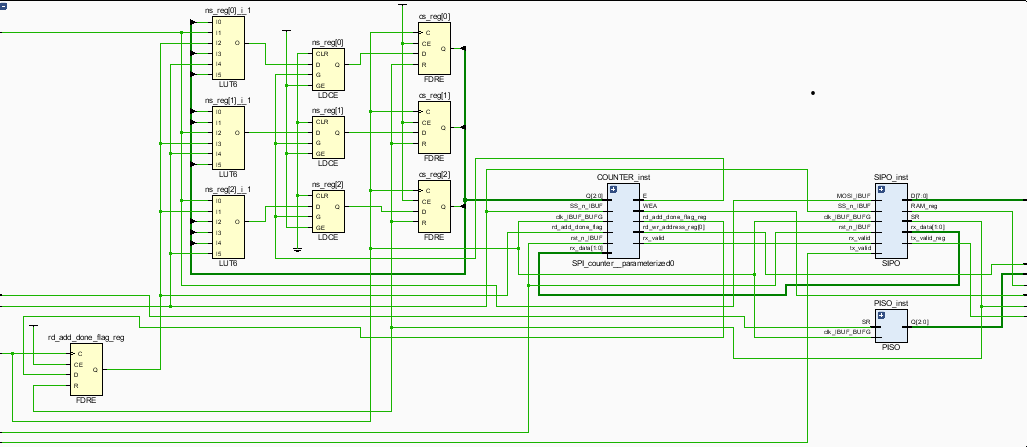 ns_reg[0]_i_1
I0
I1
I2
I3
I4
I5
O
LUT6
ns_reg[1]_i_1
I0
I1
I2
I3
I4
I5
O
LUT6
ns_reg[2]_i_1
I0
I1
I2
I3
I4
I5
O
LUT6
ns_reg[0]
CLR
D
G
GE
Q
LDCE
ns_reg[1]
CLR
D
G
GE
Q
LDCE
ns_reg[2]
CLR
D
G
GE
Q
LDCE
cs_reg[0]
C
CE
D
R
Q
FDRE
cs_reg[1]
C
CE
D
R
Q
FDRE
cs_reg[2]
C
CE
D
R
Q
FDRE
rd_add_done_flag_reg
C
CE
D
R
Q
FDRE
COUNTER_inst
Q[2:0]
SS_n_IBUF
clk_IBUF_BUFG
rd_add_done_flag
rst_n_IBUF
rx_data[1:0]
E
WEA
rd_add_done_flag_reg
rd_wr_address_reg[0]
rx_valid
SPI_counter__parameterized0
SIPO_inst
MOSI_IBUF
SS_n_IBUF
clk_IBUF_BUFG
rst_n_IBUF
rx_valid
tx_valid
D[7:0]
RAM_reg
SR
rx_data[1:0]
tx_valid_reg
SIPO
PISO_inst
SR
clk_IBUF_BUFG
Q[2:0]
PISO